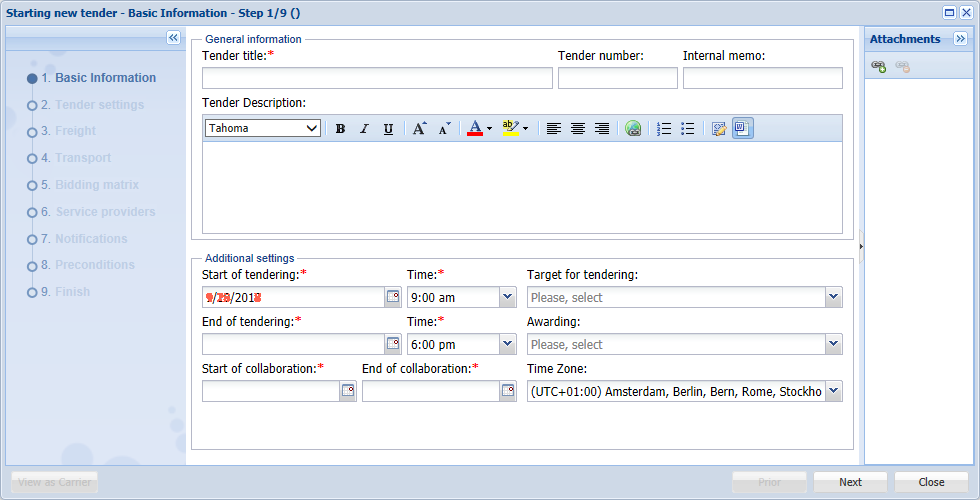 Starting new tender - Basic Information - Step 1/9 ()
Attachments
1. Basic Information
2. Tender settings
3. Freight
4. Transport
5. Bidding matrix
6. Service providers
7. Notifications
8. Preconditions
9. Finish
General information
Tender title:* Tender number: Internal memo:
Tender Description:
Tahoma B I U A A A ab
Additional settings
Start of tendering:* Time:* Target for tendering:
9:00 am Please, select
End of tendering:* Time:* Awarding:
6:00 pm Please, select
Start of collaboration:* End of collaboration:* Time Zone:
(UTC+01:00) Amsterdam, Berlin, Bern, Rome, Stockho
View as Carrier Prior Next Close